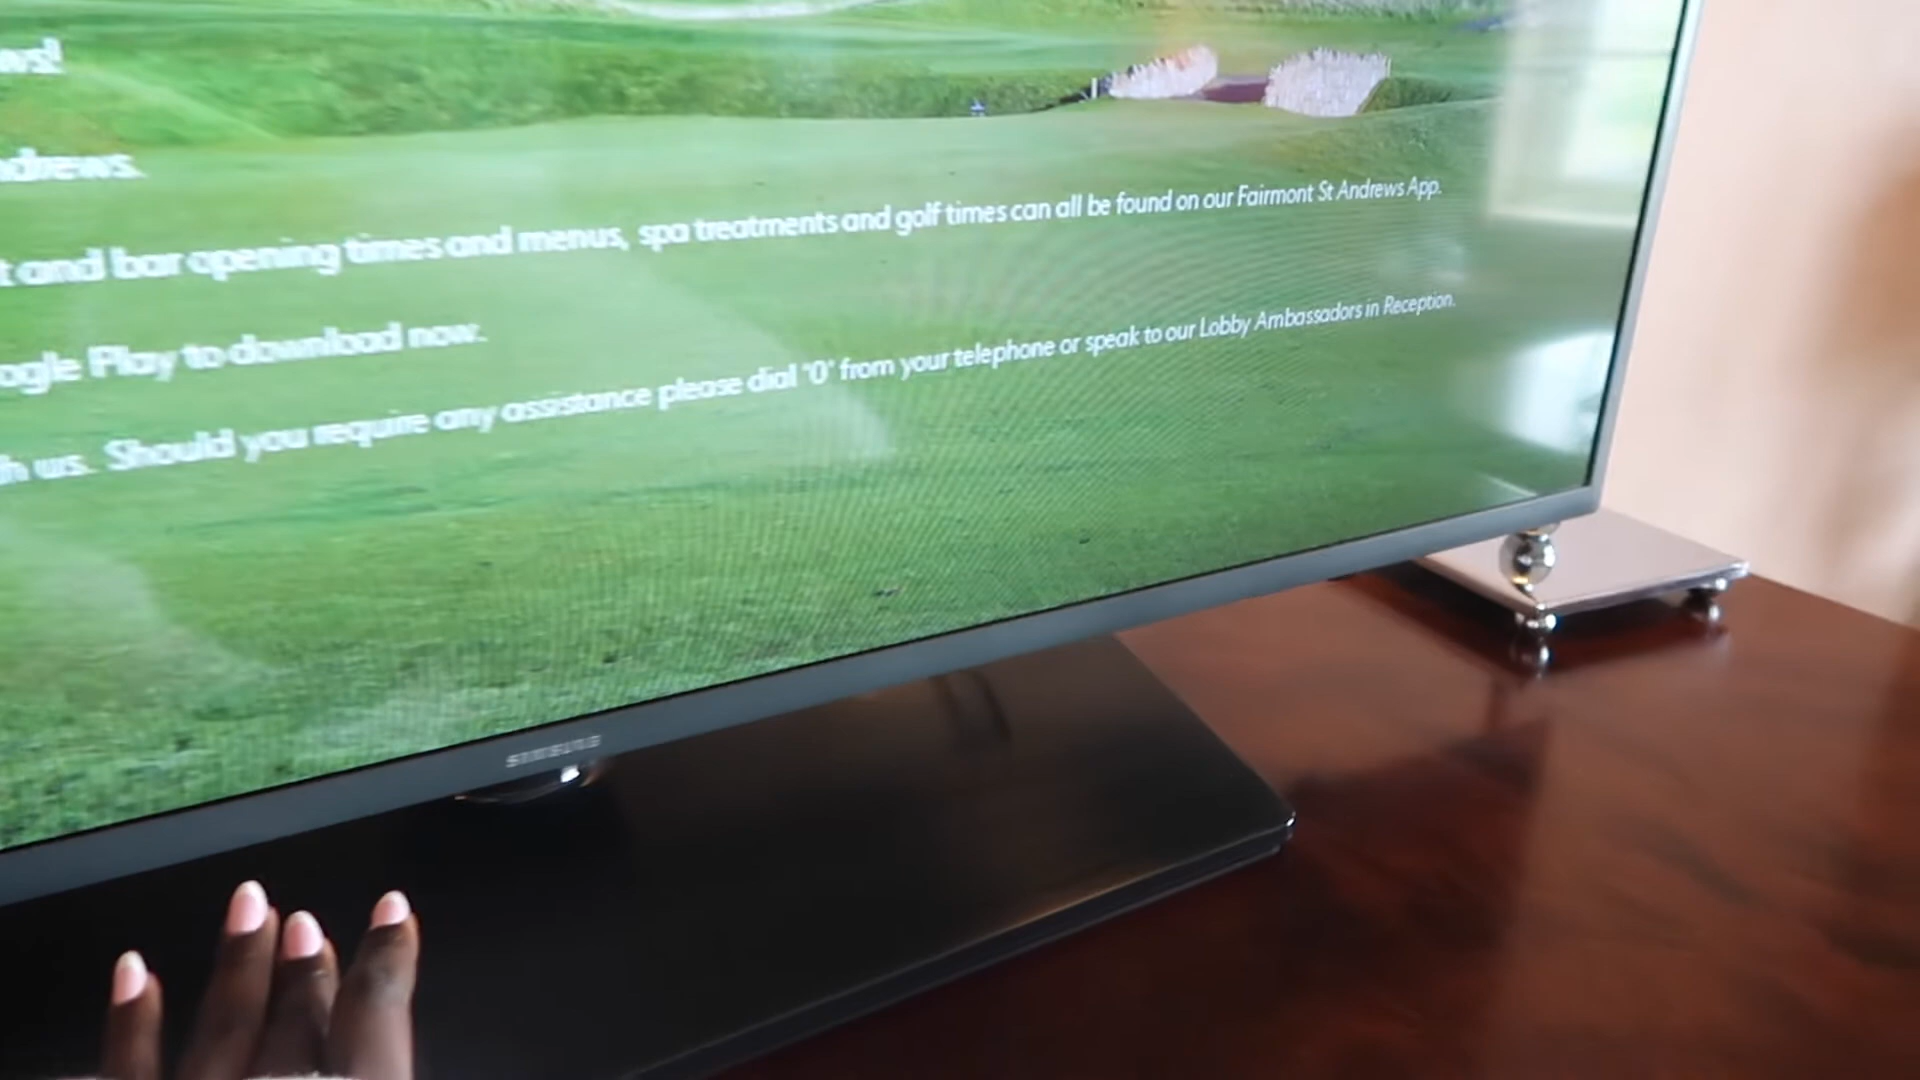 ws!
ndrews.
t and bar opening times and menus, spa treatments and golf times can all be found on our Fairmont St Andrews App.
ogle Play to download now.
h us. Should you require any assistance please dial "0" from your telephone or speak to our Lobby Ambassadors in Reception.
SAMSUNG